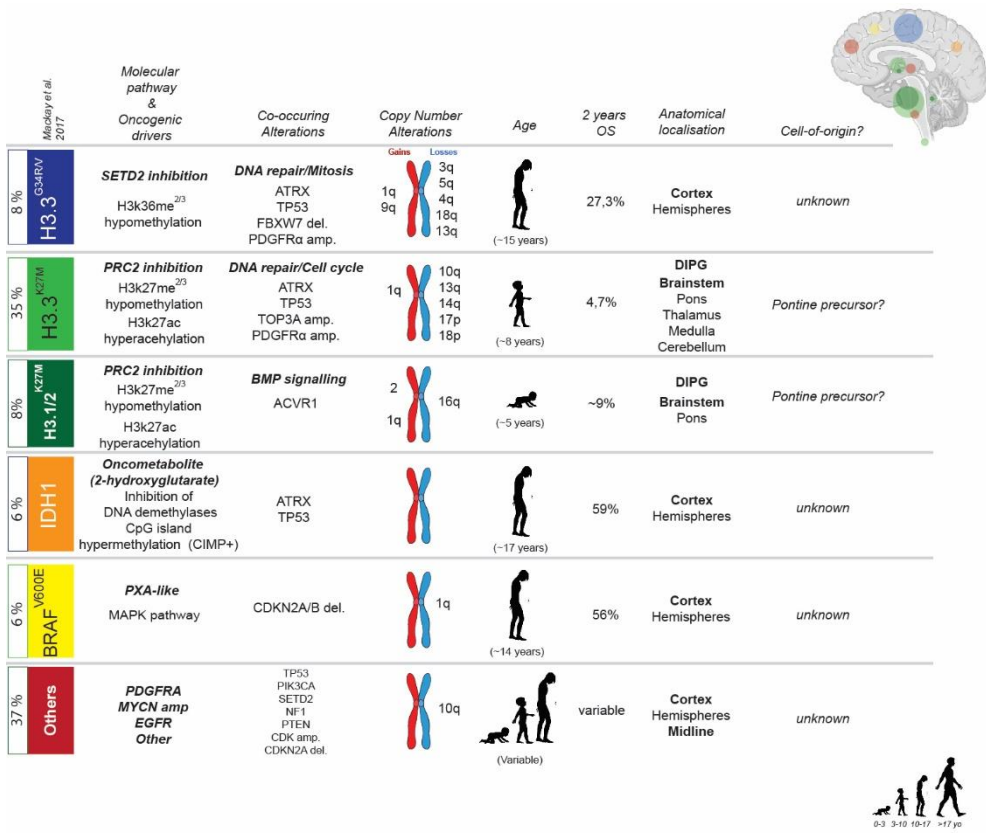 Mackay et al.
2017
Molecular
pathway
&
Oncogenic
drivers
Co-occuring
Alterations
Copy Number
Alterations
Age
2 years
OS
Anatomical
localisation
Cell-of-origin?
Gains
Losses
8 %
H3.3 G34R/V
SETD2 inhibition
H3k36me2/3
hypomethylation
DNA repair/Mitosis
ATRX
TP53
FBXW7 del.
PDGFRα amp.
1q
9q
3q
5q
4q
18q
13q
(~15 years)
27,3%
Cortex
Hemispheres
unknown
35 %
H3.3 K27M
PRC2 inhibition
H3k27me2/3
hypomethylation
H3k27ac
hyperacehylation
DNA repair/Cell cycle
ATRX
TP53
TOP3A amp.
PDGFRα amp.
1q
10q
13q
14q
17p
18p
(~8 years)
4,7%
DIPG
Brainstem
Pons
Thalamus
Medulla
Cerebellum
Pontine precursor?
8%
H3.1/2 K27M
PRC2 inhibition
H3k27me2/3
hypomethylation
H3k27ac
hyperacehylation
BMP signalling
ACVR1
2
1q
16q
(~5 years)
~9%
DIPG
Brainstem
Pons
Pontine precursor?
6 %
IDH1
Oncometabolite
(2-hydroxglutarate)
Inhibition of
DNA demethylases
CpG island
hypermethylation (CIMP+)
ATRX
TP53
(~17 years)
59%
Cortex
Hemispheres
unknown
6 %
BRAF V600E
PXA-like
MAPK pathway
CDKN2A/B del.
1q
(~14 years)
56%
Cortex
Hemispheres
unknown
37 %
Others
PDGFRA
MYCN amp
EGFR
Other
TP53
PIK3CA
SETD2
NF1
PTEN
CDK amp.
CDKN2A del.
10q
(Variable)
variable
Cortex
Hemispheres
Midline
unknown
0-3 3-10 10-17 >17 yo